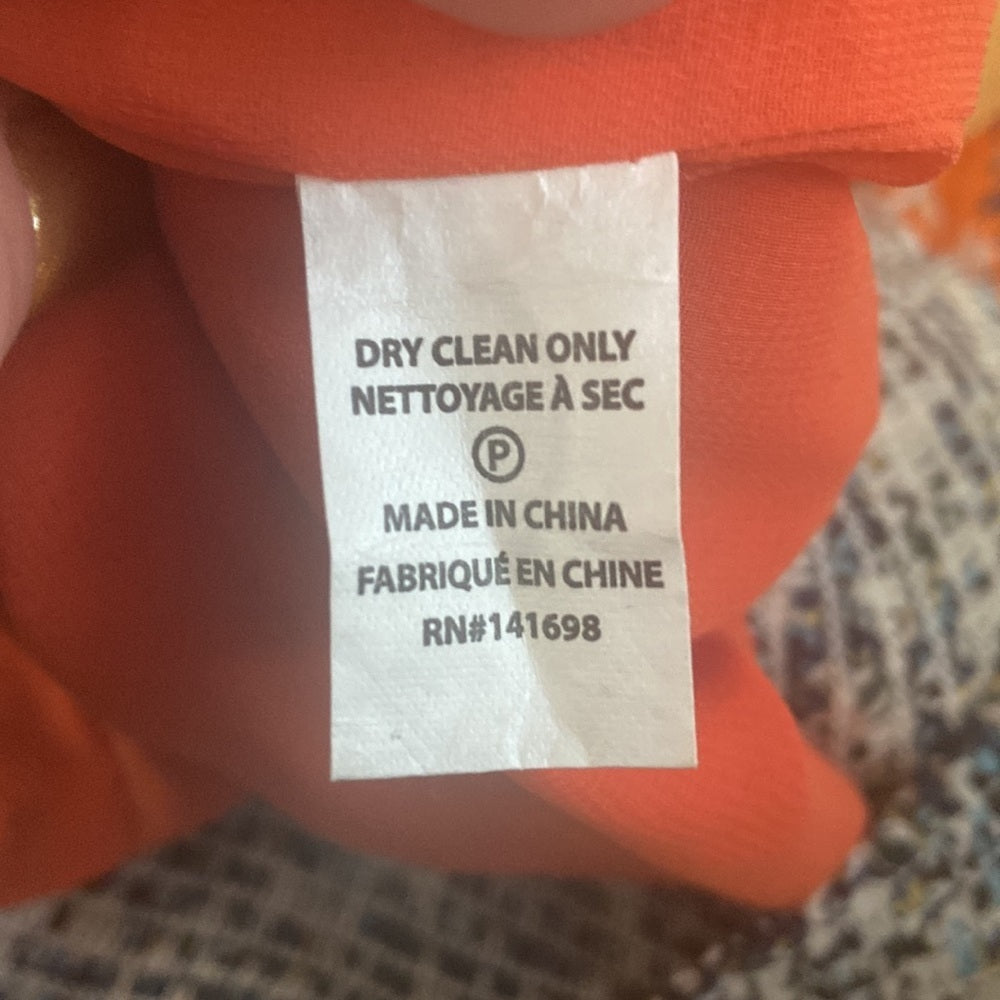 DRY CLEAN ONLY
NETTOYAGE À SEC
P
MADE IN CHINA
FABRIQUÉ EN CHINE
RN#141698